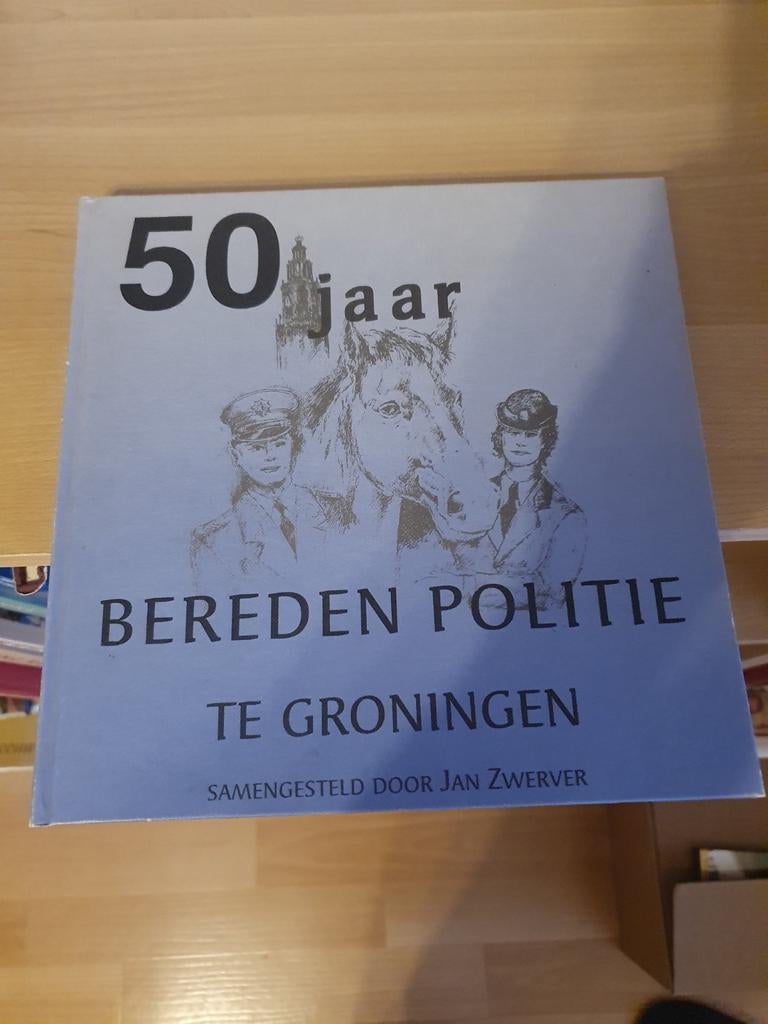 50 jaar
BEREDEN POLITIE
TE GRONINGEN
SAMENGESTELD DOOR JAN ZWERVER